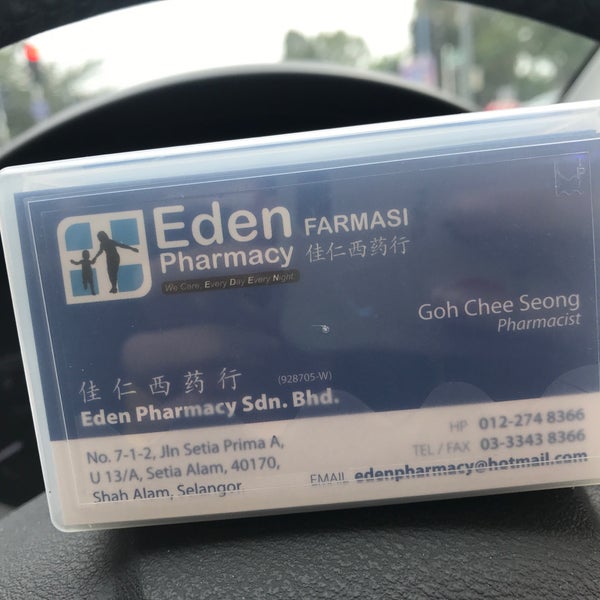 Eden FARMASI
Pharmacy 佳仁西药行
We Care, Every Day Every Night.
Goh Chee Seong
Pharmacist
佳仁西药行 (928705-W)
Eden Pharmacy Sdn. Bhd.
No. 7-1-2, Jln Setia Prima A,
U 13/A, Setia Alam, 40170,
Shah Alam, Selangor.
HP 012-274 8366
TEL / FAX 03-3343 8366
EMAIL edenpharmacy@hotmail.com